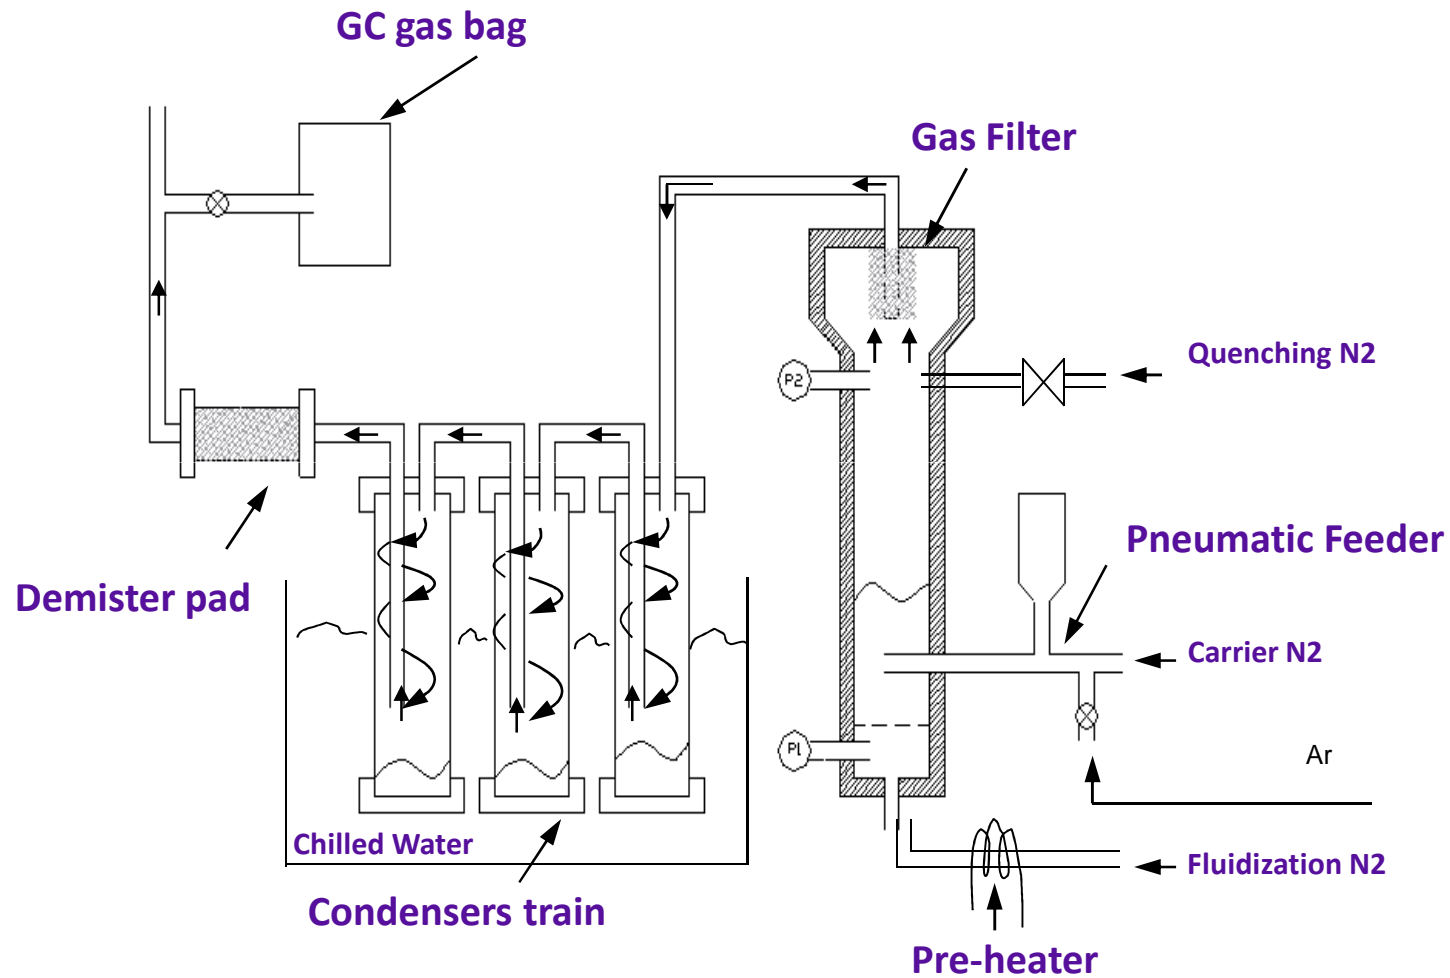 GC gas bag
Gas Filter
Quenching N2
P2
Pneumatic Feeder
Demister pad
Carrier N2
P1
Ar
Chilled Water
Fluidization N2
Condensers train
Pre-heater